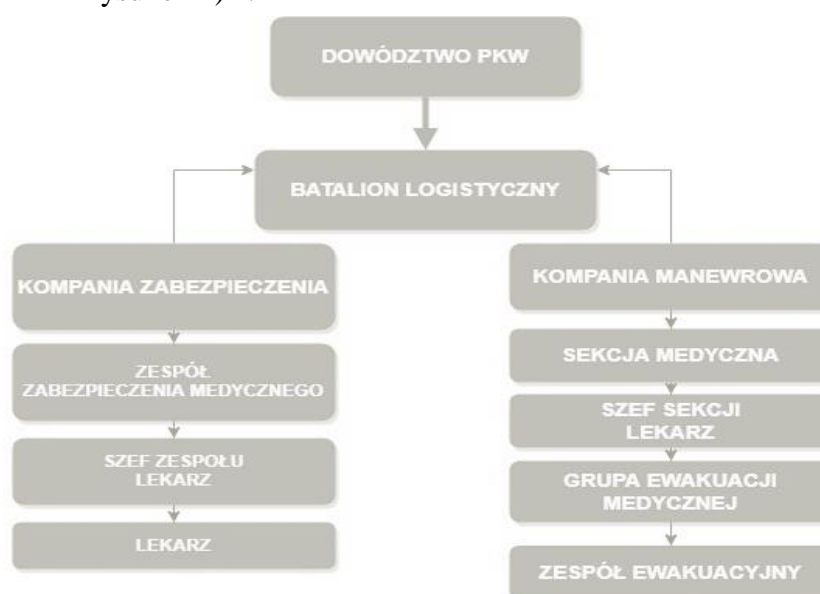 DOWÓDZTWO PKW
BATALION LOGISTYCZNY
KOMPANIA ZABEZPIECZENIA
ZESPÓŁ
ZABEZPIECZENIA MEDYCZNEGO
SZEF ZESPOŁU
LEKARZ
LEKARZ
KOMPANIA MANEWROWA
SEKCJA MEDYCZNA
SZEF SEKCJI
LEKARZ
GRUPA EWAKUACJI
MEDYCZNEJ
ZESPÓŁ EWAKUACYJNY